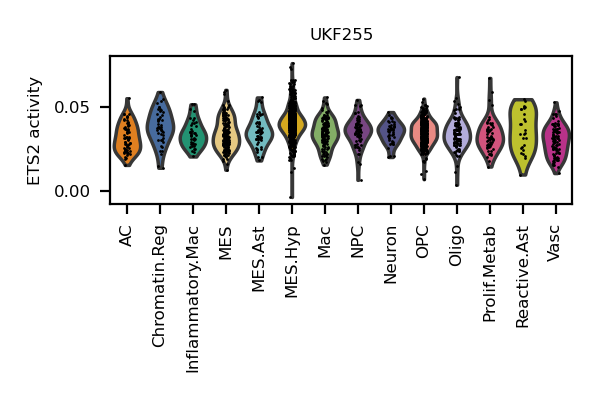 UKF255
ETS2 activity
0.05
0.00
AC
Chromatin.Reg
Inflammatory.Mac
MES
MES.Ast
MES.Hyp
Mac
NPC
Neuron
OPC
Oligo
Prolif.Metab
Reactive.Ast
Vasc